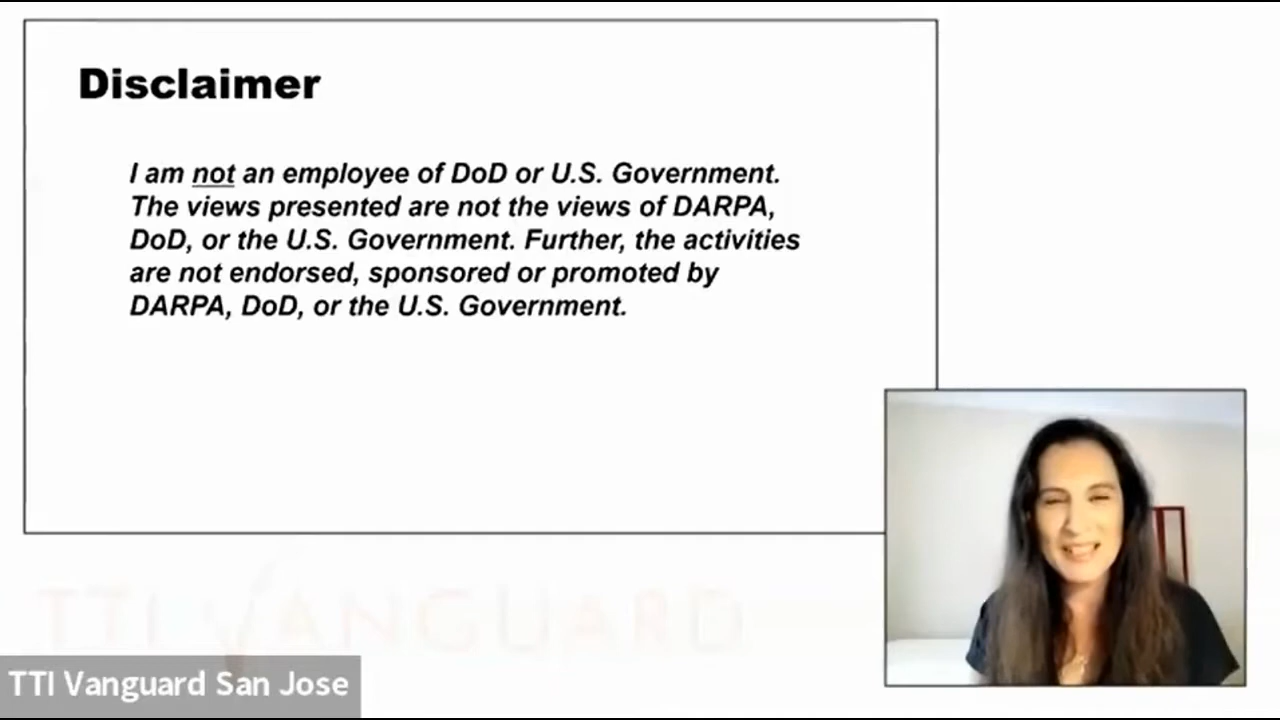 Disclaimer
I am not an employee of DoD or U.S. Government.
The views presented are not the views of DARPA,
DoD, or the U.S. Government. Further, the activities
are not endorsed, sponsored or promoted by
DARPA, DoD, or the U.S. Government.
TTI VANGUARD
TTI Vanguard San Jose